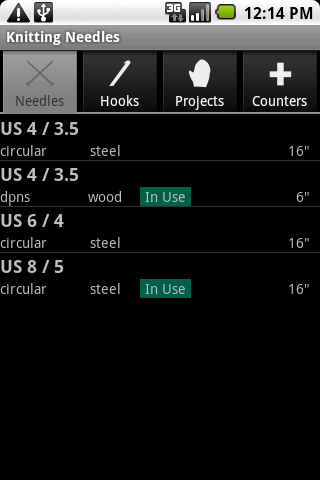 3G 12:14 PM
Knitting Needles
Needles Hooks Projects Counters
US 4 / 3.5
circular steel 16"
US 4 / 3.5
dpns wood In Use 6"
US 6 / 4
circular steel 16"
US 8 / 5
circular steel In Use 16"